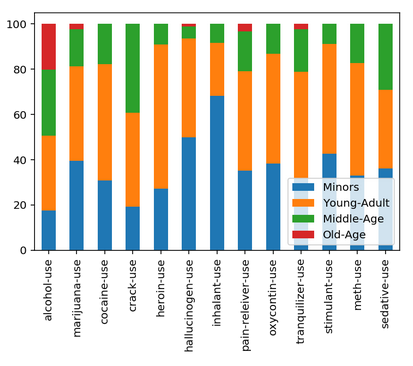 100
80
60
40
20
0
Minors
Young-Adult
Middle-Age
Old-Age
alcohol-use
marijuana-use
cocaine-use
crack-use
heroin-use
hallucinogen-use
inhalant-use
pain-releiver-use
oxycontin-use
tranquilizer-use
stimulant-use
meth-use
sedative-use